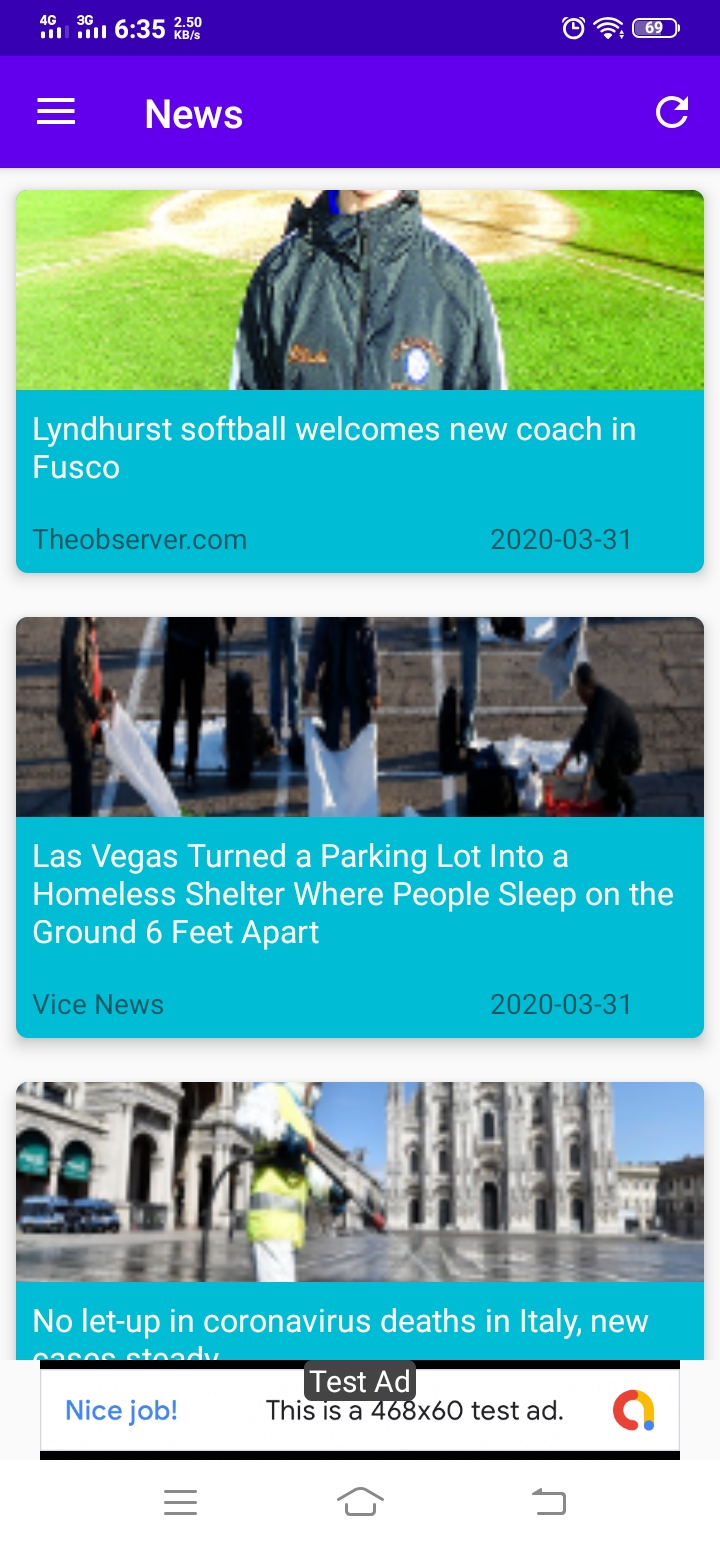 4G 3G 6:35 2.50 KB/s 69
News
Lyndhurst softball welcomes new coach in
Fusco
Theobserver.com 2020-03-31
Las Vegas Turned a Parking Lot Into a
Homeless Shelter Where People Sleep on the
Ground 6 Feet Apart
Vice News 2020-03-31
No let-up in coronavirus deaths in Italy, new
cases steady
Test Ad
Nice job! This is a 468x60 test ad.